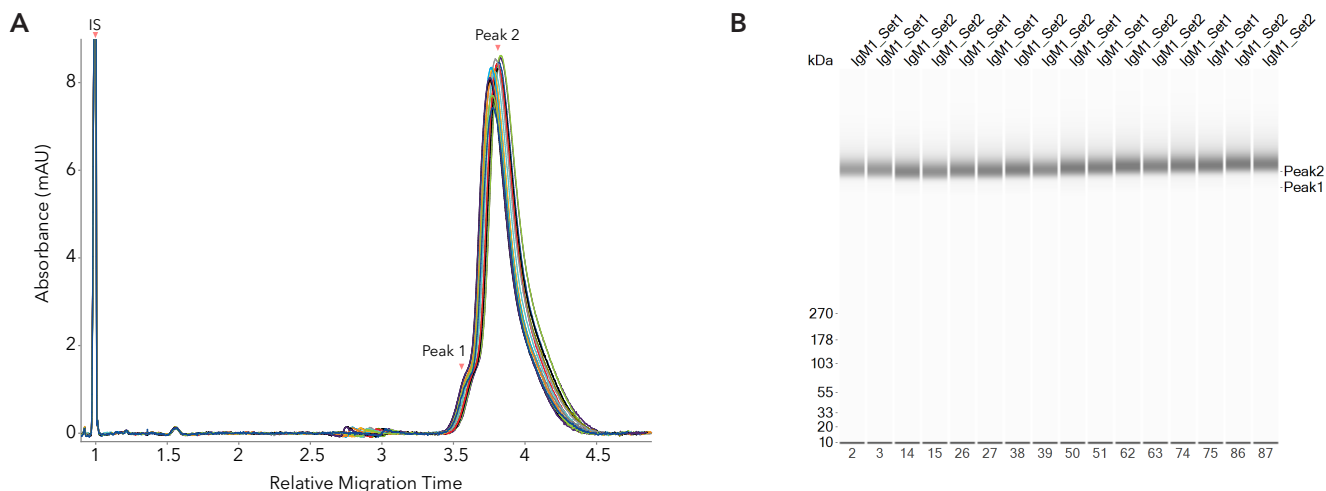 A
IS
Peak 2
Peak 1
8
6
4
2
0
Absorbance (mAU)
1 1.5 2 2.5 3 3.5 4 4.5
Relative Migration Time
B
kDa
IgM1_Set1
IgM1_Set1
IgM1_Set2
IgM1_Set2
IgM1_Set1
IgM1_Set1
IgM1_Set2
IgM1_Set2
IgM1_Set1
IgM1_Set1
IgM1_Set2
IgM1_Set2
IgM1_Set1
IgM1_Set1
IgM1_Set2
IgM1_Set2
Peak2
Peak1
270
178
103
55
33
20
10
2 3 14 15 26 27 38 39 50 51 62 63 74 75 86 87